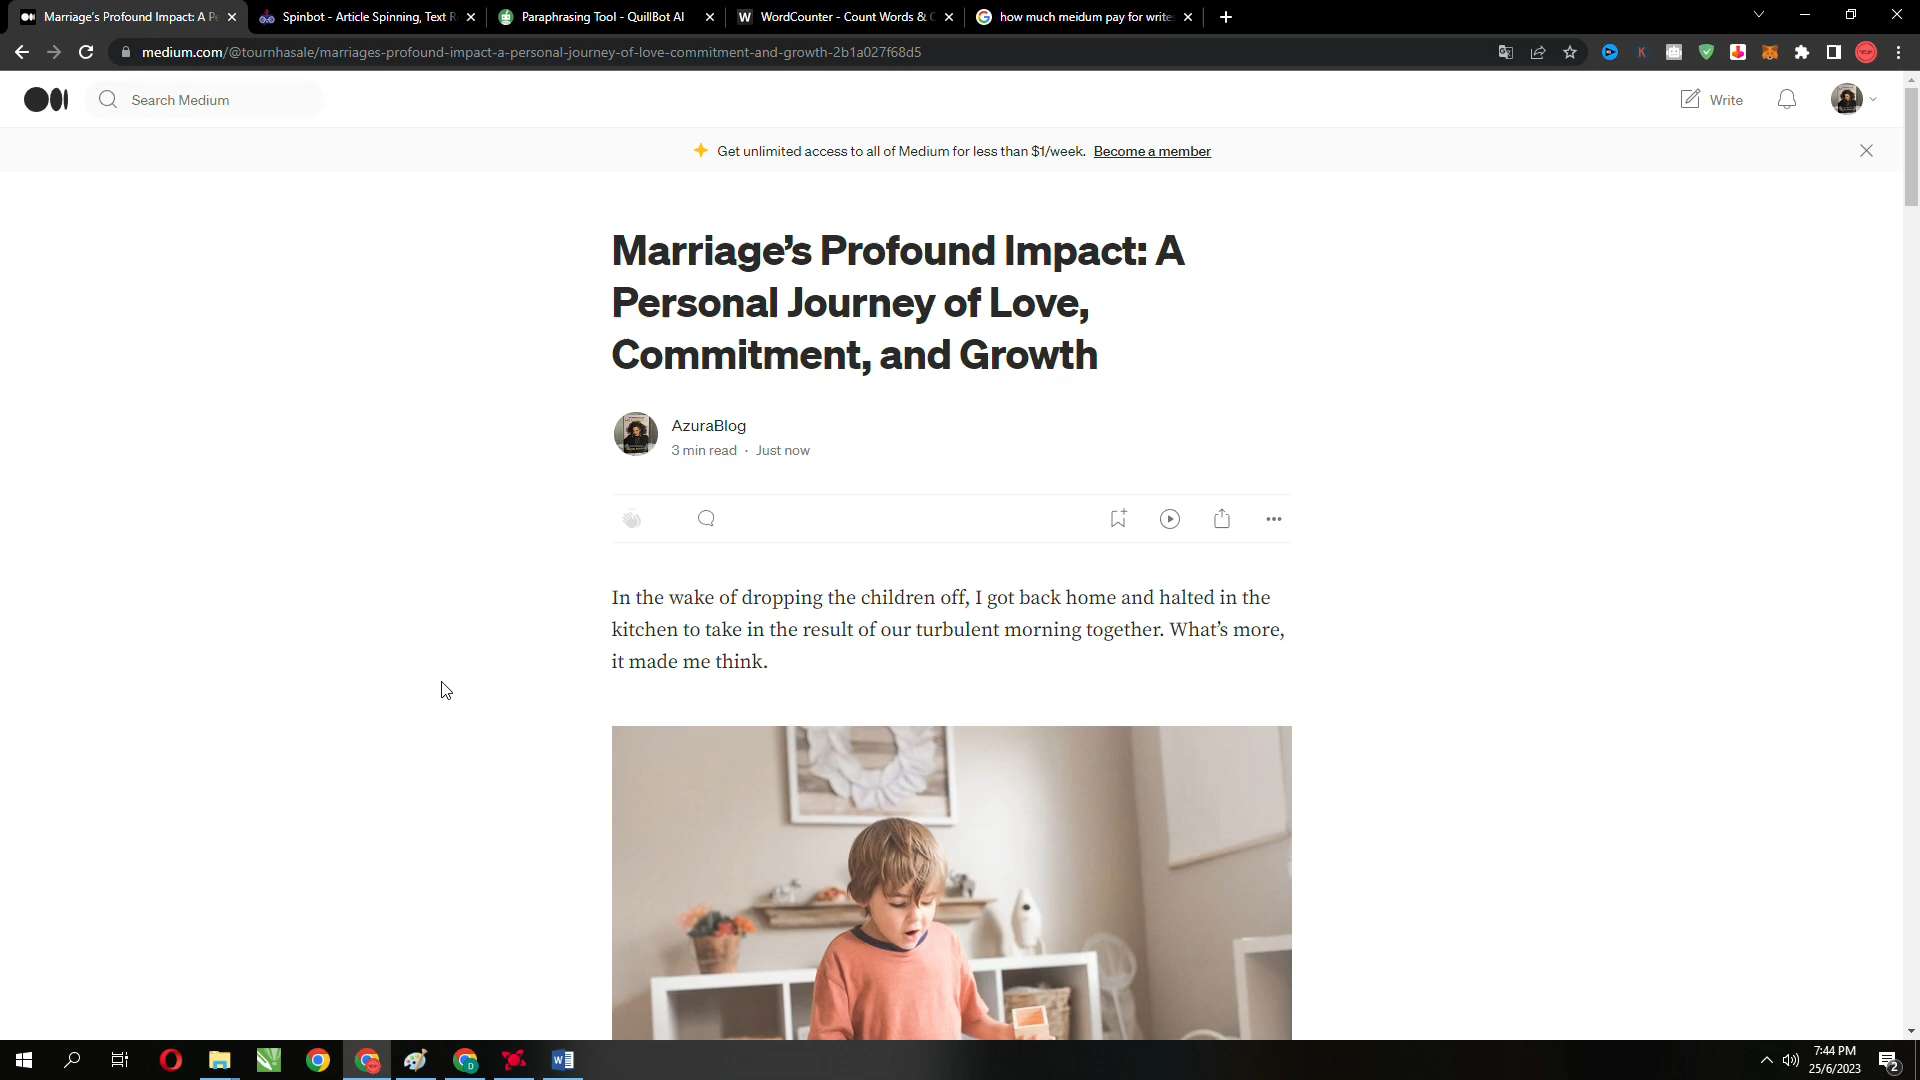 Marriage's Profound Impact: A P
Spinbot - Article Spinning, Text R
Paraphrasing Tool - QuillBot AI
W WordCounter - Count Words & C
how much meidum pay for write
medium.com/@tournhasale/marriages-profound-impact-a-personal-journey-of-love-commitment-and-growth-2b1a027f68d5
Search Medium
Write
Get unlimited access to all of Medium for less than $1/week. Become a member
Marriage’s Profound Impact: A
Personal Journey of Love,
Commitment, and Growth
AzuraBlog
3 min read · Just now
In the wake of dropping the children off, I got back home and halted in the
kitchen to take in the result of our turbulent morning together. What’s more,
it made me think.
7:44 PM
25/6/2023
2